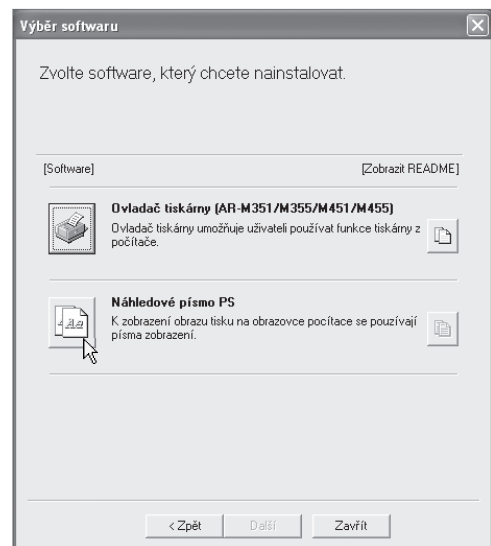 Výběr softwaru
Zvolte software, který chcete nainstalovat.
[Software] [Zobrazit README]
Ovladač tiskárny (AR-M351/M355/M451/M455)
Ovladač tiskárny umožňuje uživateli používat funkce tiskárny z
počítače.
Náhledové písmo PS
K zobrazení obrazu tisku na obrazovce pocítace se pouzívají
písma zobrazení.
< Zpět Další Zavřít